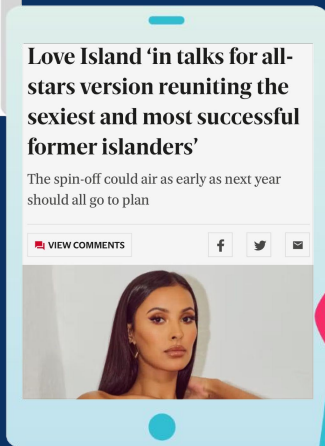 Love Island ‘in talks for all-
stars version reuniting the
sexiest and most successful
former islanders’
The spin-off could air as early as next year
should all go to plan
VIEW COMMENTS